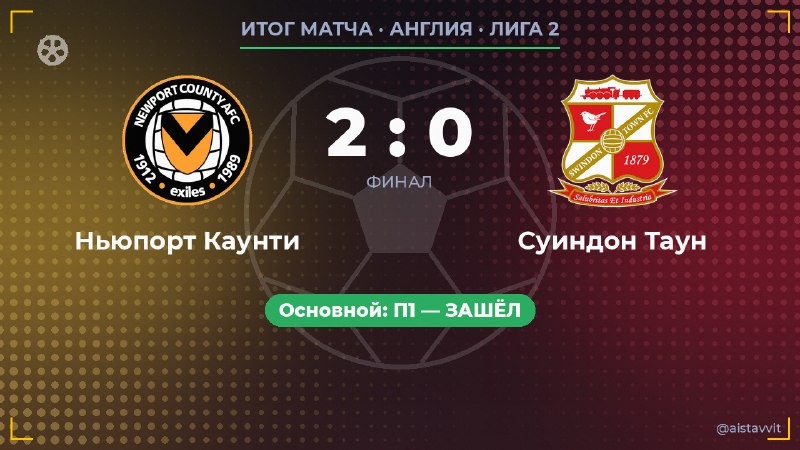 ИТОГ МАТЧА · АНГЛИЯ · ЛИГА 2
NEWPORT COUNTY AFC
1912 · exiles · 1989
2 : 0
ФИНАЛ
SWINDON TOWN FC
1879
Salubritas Et Industria
Ньюпорт Каунти
Суиндон Таун
Основной: П1 — ЗАШЁЛ
@aistavvit